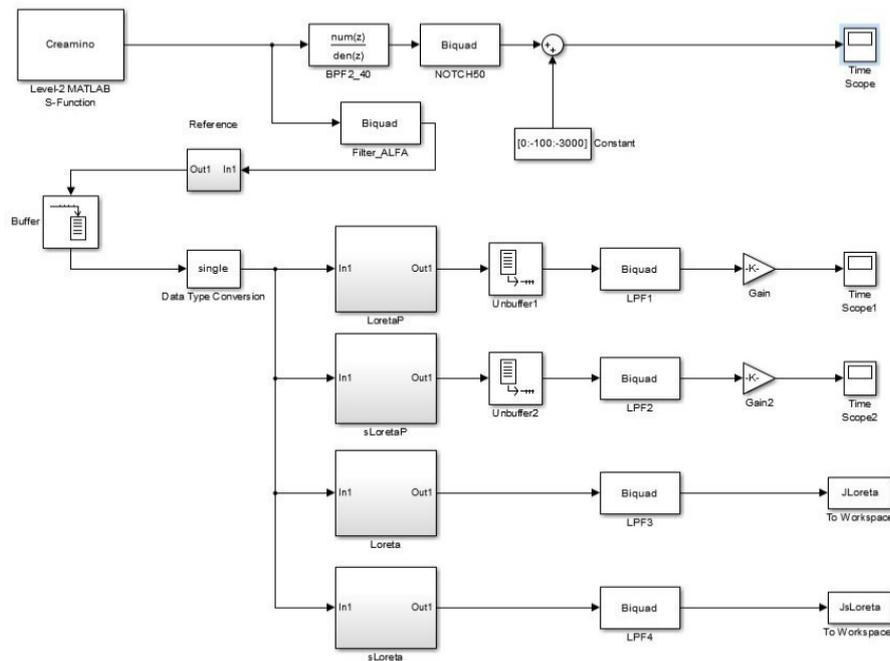 Creamino
Level-2 MATLAB
S-Function
num(z)
den(z)
BPF2_40
Biquad
NOTCH50
++
Time
Scope
[0:-100:-3000]
Constant
Biquad
Filter_ALFA
Reference
Out1 In1
Buffer
single
Data Type Conversion
In1 Out1
LoretaP
Unbuffer1
Biquad
LPF1
-K-
Gain
Time
Scope1
In1 Out1
sLoretaP
Unbuffer2
Biquad
LPF2
-K-
Gain2
Time
Scope2
In1 Out1
Loreta
Biquad
LPF3
JLoreta
To Workspace
In1 Out1
sLoreta
Biquad
LPF4
JsLoreta
To Workspace